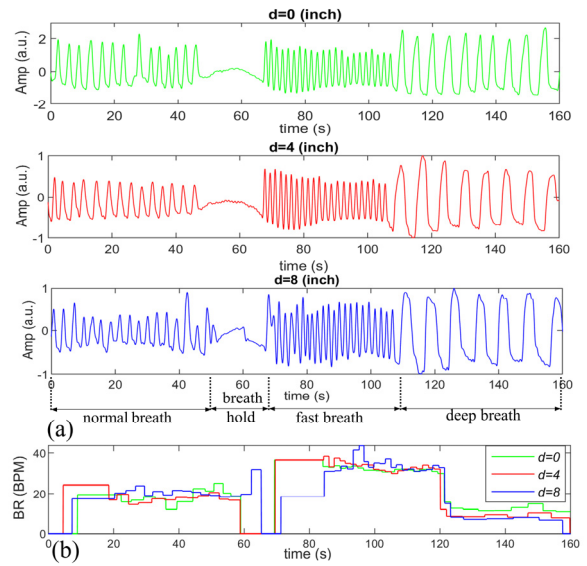 d=0 (inch)
Amp (a.u.)
2
0
-2
0 20 40 60 80 100 120 140 160
time (s)
d=4 (inch)
Amp (a.u.)
1
0
-1
0 20 40 60 80 100 120 140 160
time (s)
d=8 (inch)
Amp (a.u.)
1
0
-1
0 20 40 60 80 100 120 140 160
time (s)
normal breath
breath
hold
fast breath
deep breath
(a)
BR (BPM)
40
20
0
d=0
d=4
d=8
0 20 40 60 80 100 120 140 160
time (s)
(b)